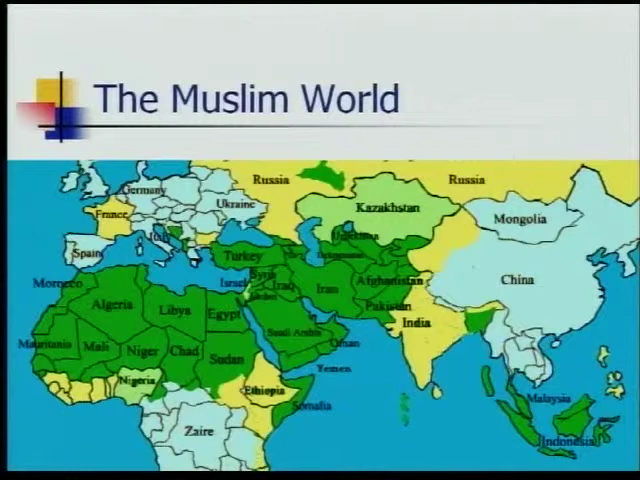 The Muslim World
Russia
Russia
Germany
Ukraine
Kazakhstan
Mongolia
France
Spain
Turkey
China
Morocco
Israel
Syria
Iraq
Iran
Afghanistan
Algeria
Libya
Egypt
Pakistan
India
Saudi Arabia
Mauritania
Mali
Niger
Chad
Sudan
Oman
Yemen
Nigeria
Ethiopia
Somalia
Malaysia
Zaire
Indonesia